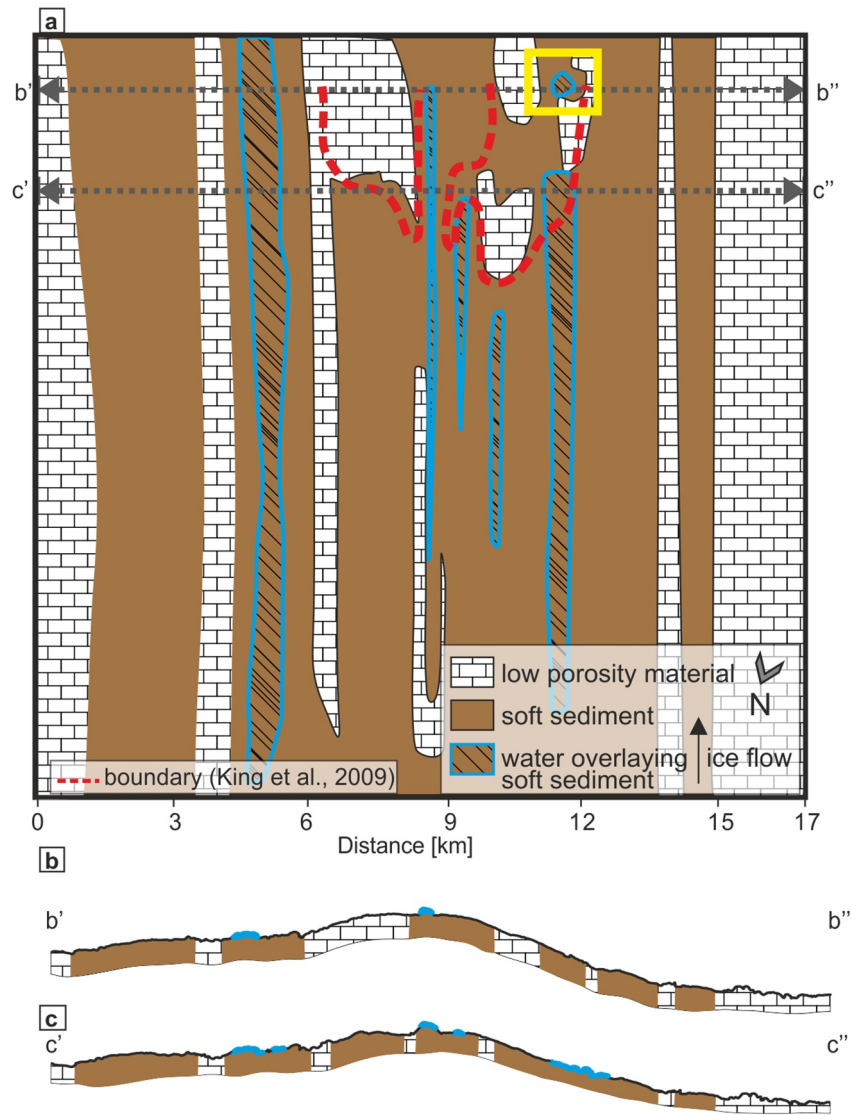 a
b' b''
c' c''
low porosity material
soft sediment
N
water overlaying ice flow
soft sediment
boundary (King et al., 2009)
0 3 6 9 12 15 17
Distance [km]
b
b' b''
c
c' c''